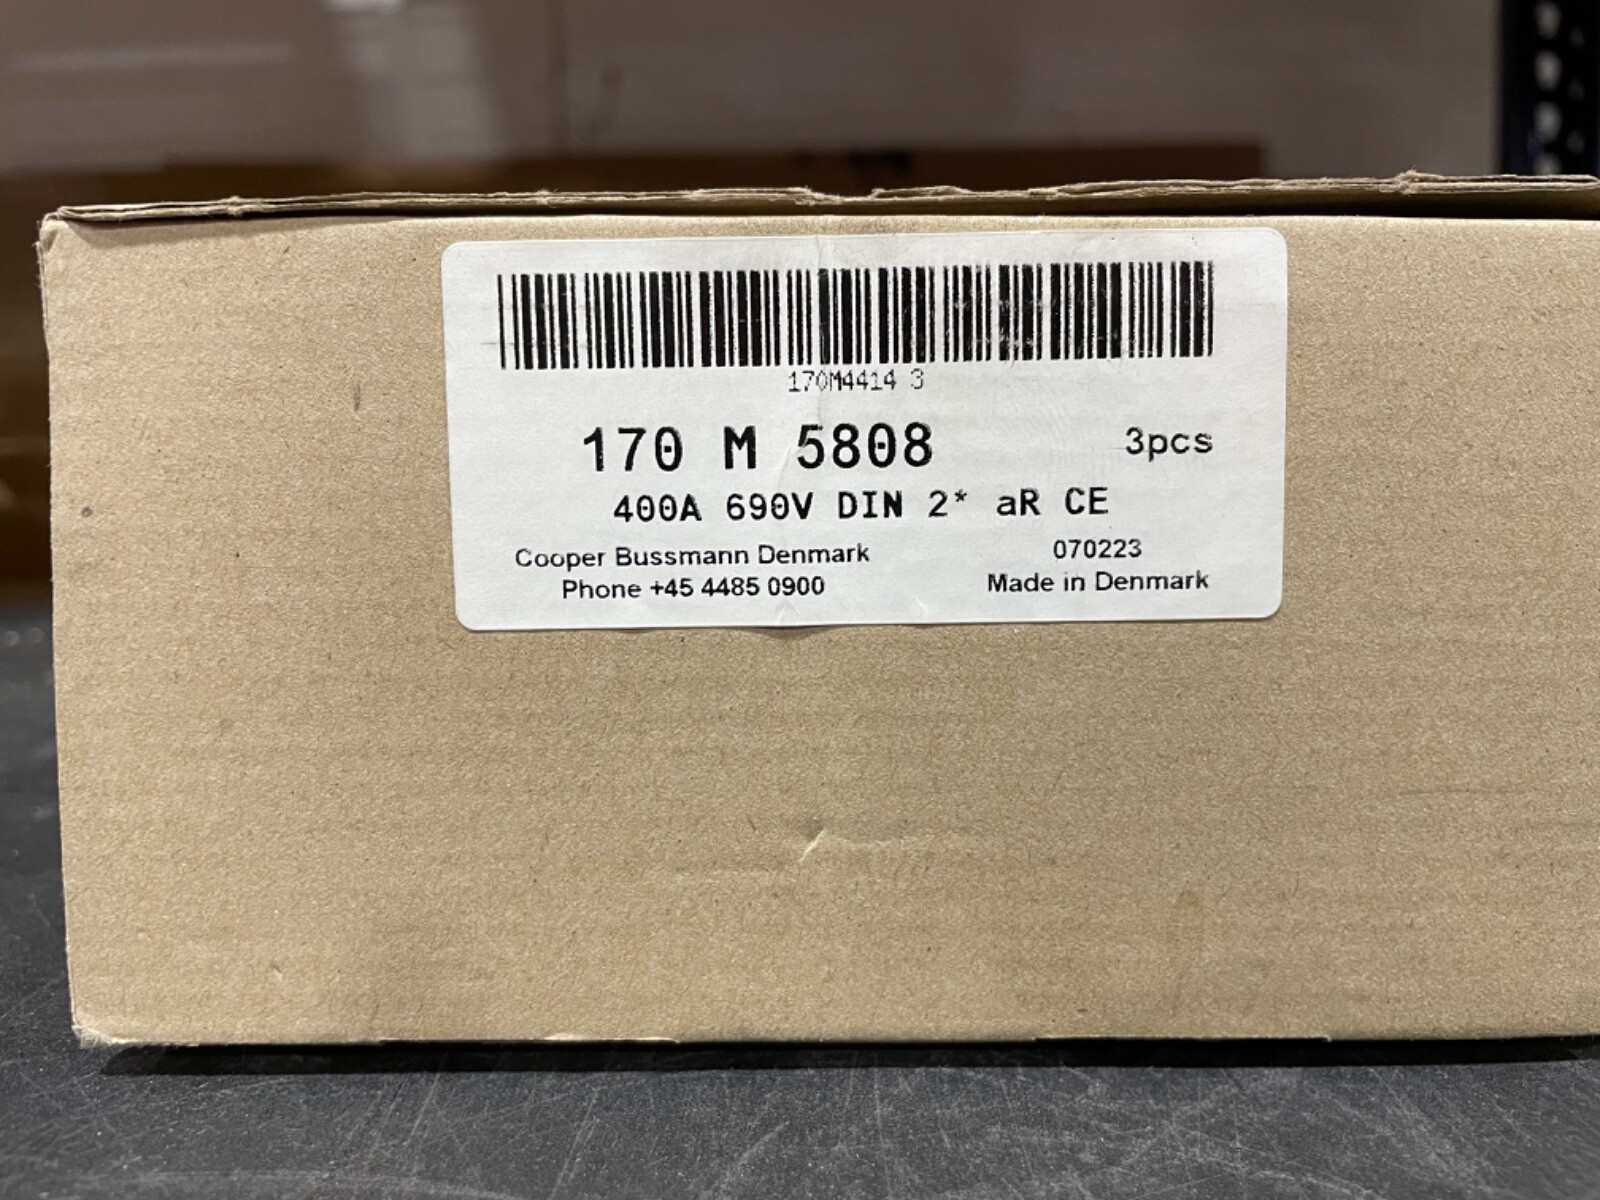 170M4414 3
170 M 5808 3pcs
400A 690V DIN 2* aR CE
Cooper Bussmann Denmark 070223
Phone +45 4485 0900 Made in Denmark